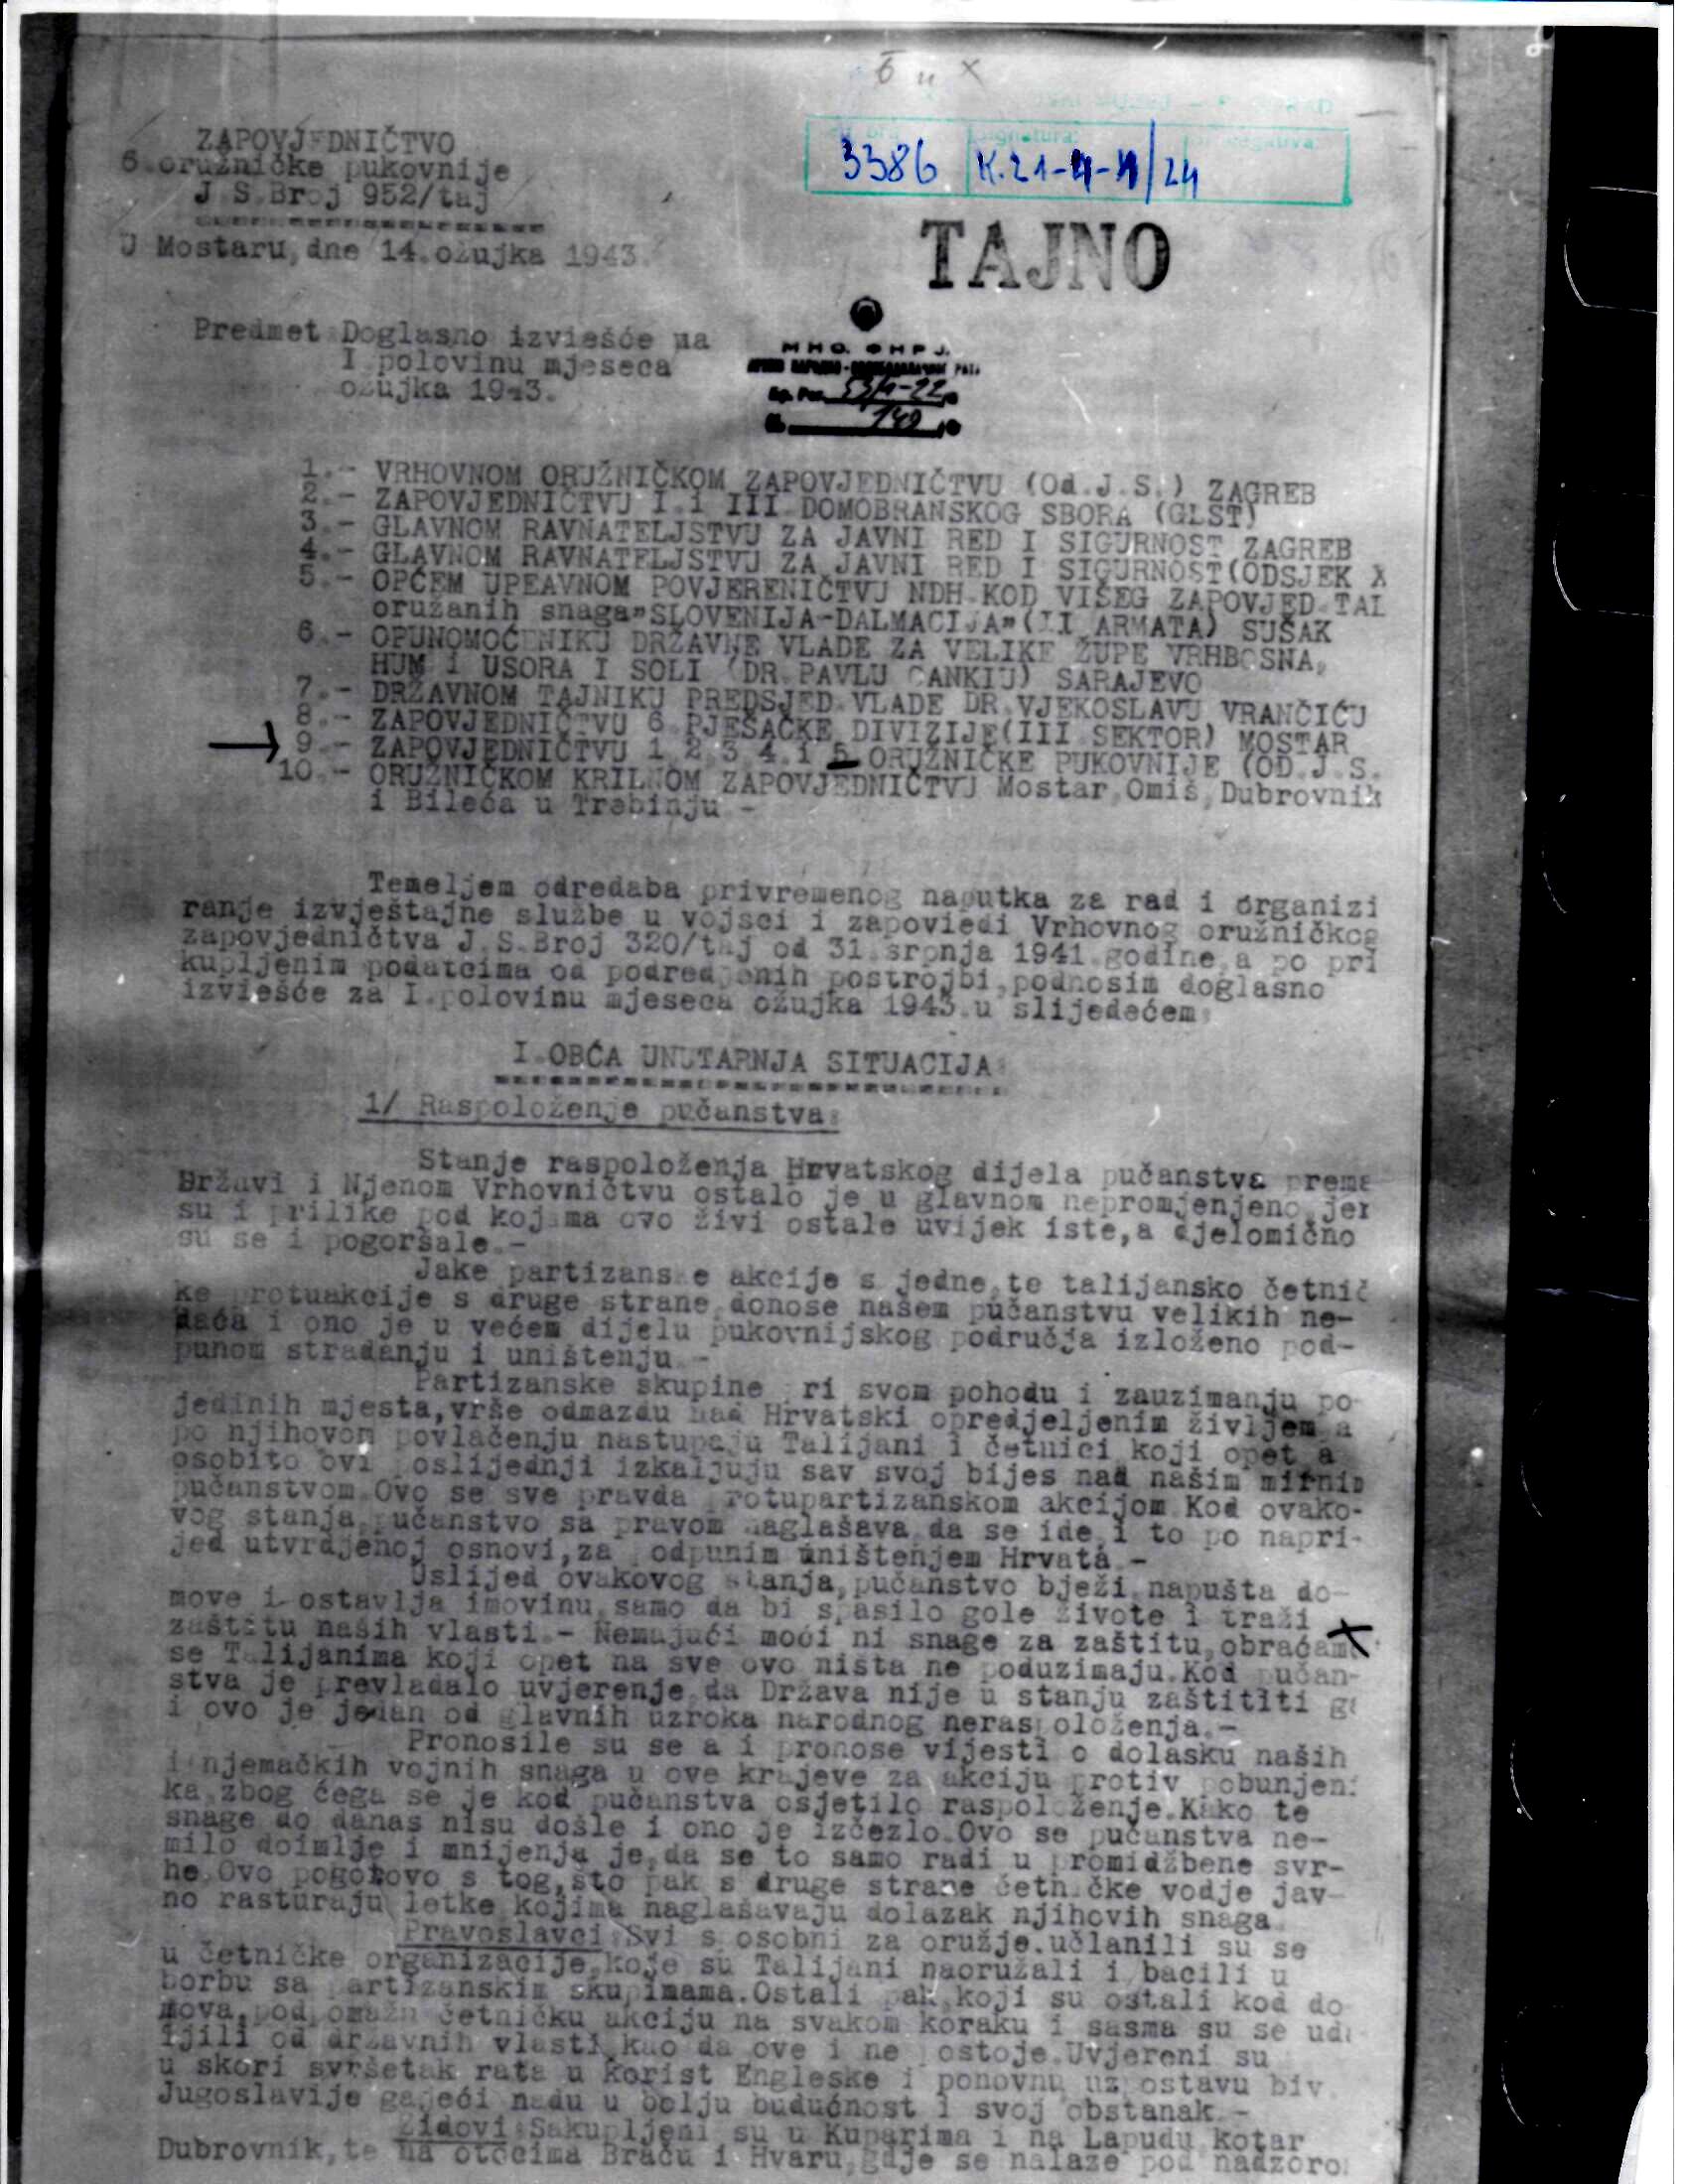 ZAPOVJEDNIČTVO
6.oružničke pukovnije
J.S.Broj 952/taj
U Mostaru,dne 14.ožujka 1943.
3386 K.21-4-1/24
TAJNO
Predmet:Doglasno izviešće na
I.polovinu mjeseca
ožujka 1943.
МНО. ФНРЈ.
1.- VRHOVNOM ORUŽNIČKOM ZAPOVJEDNIČTVU (Od.J.S.) ZAGREB
2.- ZAPOVJEDNIČTVU I.i III.DOMOBRANSKOG SBORA (GLST)
3.- GLAVNOM RAVNATELJSTVU ZA JAVNI RED I SIGURNOST ZAGREB
4.- GLAVNOM RAVNATELJSTVU ZA JAVNI RED I SIGURNOST(ODSJEK X
5.- OPĆEM UPEAVNOM POVJERENIČTVU NDH.KOD VIŠEG ZAPOVJED.TAL
oružanih snaga"SLOVENIJA-DALMACIJA"(II ARMATA) SUŠAK
6.- OPUNOMOĆENIKU DRŽAVNE VLADE ZA VELIKE ŽUPE VRHBOSNA,
HUM i USORA I SOLI (DR.PAVLU CANKIJ) SARAJEVO
7.- DRŽAVNOM TAJNIKU PREDSJED.VLADE DR.VJEKOSLAVU VRANČIĆU
8.- ZAPOVJEDNIČTVU 6.PJEŠAČKE DIVIZIJE(III SEKTOR) MOSTAR
9.- ZAPOVJEDNIČTVU 1.2.3.4.i 5.ORUŽNIČKE PUKOVNIJE (OD.J.S.
10.- ORUŽNIČKOM KRILNOM ZAPOVJEDNIČTVU Mostar,Omiš,Dubrovnik
i Bileća u Trebinju.-
Temeljem odredaba privremenog naputka za rad i organizi
ranje izvještajne službe u vojsci i zapoviedi Vrhovnog oružničkog
zapovjedničtva J.S.Broj 320/taj od 31.srpnja 1941.godine,a po pri
kupljenim podatcima od podredjenih postrojbi,podnosim doglasno
izviešće za I.polovinu mjeseca ožujka 1943.u slijedećem:
I.OBĆA UNUTARNJA SITUACIJA:
1/ Raspoloženje pučanstva:
Stanje raspoloženja Hrvatskog dijela pučanstva prema
Državi i Njenom Vrhovničtvu ostalo je u glavnom nepromjenjeno,jer
su i prilike pod kojima ovo živi ostale uvijek iste,a djelomično
su se i pogoršale.-
Jake partizanske akcije s jedne,te talijansko četnič
ke protuakcije s druge strane,donose našem pučanstvu velikih ne-
daća i ono je u većem dijelu pukovnijskog područja izloženo pod-
punom stradanju i uništenju.-
Partizanske skupine pri svom pohodu i zauzimanju po-
jedinih mjesta,vrše odmazdu nad Hrvatski opredjeljenim življem,a
po njihovom povlačenju nastupaju Talijani i četnici koji opet a
osobito ovi poslijednji izkaljuju sav svoj bijes nad našim mirnim
pučanstvom.Ovo se sve pravda protupartizanskom akcijom.Kod ovako-
vog stanja,pučanstvo sa pravom naglašava,da se ide,i to po napri-
jed utvrdjenoj osnovi,za podpunim uništenjem Hrvata.-
Uslijed ovakovog stanja,pučanstvo bježi,napušta do-
move i ostavlja imovinu,samo da bi spasilo gole živote i traži
zaštitu naših vlasti.- Nemajući moći ni snage za zaštitu,obraćamo
se Talijanima koji opet na sve ovo ništa ne poduzimaju.Kod pučan-
stva je prevladalo uvjerenje,da Država nije u stanju zaštititi ga
i ovo je jedan od glavnih uzroka narodnog neraspoloženja.-
Pronosile su se a i pronose vijesti o dolasku naših
i njemačkih vojnih snaga u ove krajeve za akciju protiv pobunjeni
ka,zbog čega se je kod pučanstva osjetilo raspoloženje.Kako te
snage do danas nisu došle i ono je izčezlo.Ovo se pučanstva ne-
milo doimlje i mnijenja je,da se to samo radi u promidžbene svr-
he.Ovo pogotovo s tog,što pak s druge strane četničke vodje jav-
no rasturaju letke kojima naglašavaju dolazak njihovih snaga.
Pravoslavci:Svi sposobni za oružje.učlanili su se
u četničke organizacije,koje su Talijani naoružali i bacili u
borbu sa partizanskim skupinama.Ostali pak,koji su ostali kod do
mova,podpomažu četničku akciju na svakom koraku i sasma su se uda
ljili od državnih vlasti,kao da ove i ne postoje.Uvjereni su
u skori svršetak rata u korist Engleske i ponovnu uzpostavu biv.
Jugoslavije gajeći nadu u bolju budućnost i svoj obstanak.-
Židovi:Sakupljeni su u Kuparima i na Lapudu,kotar
Dubrovnik,te na otocima Braču i Hvaru,gdje se nalaze pod nadzoro